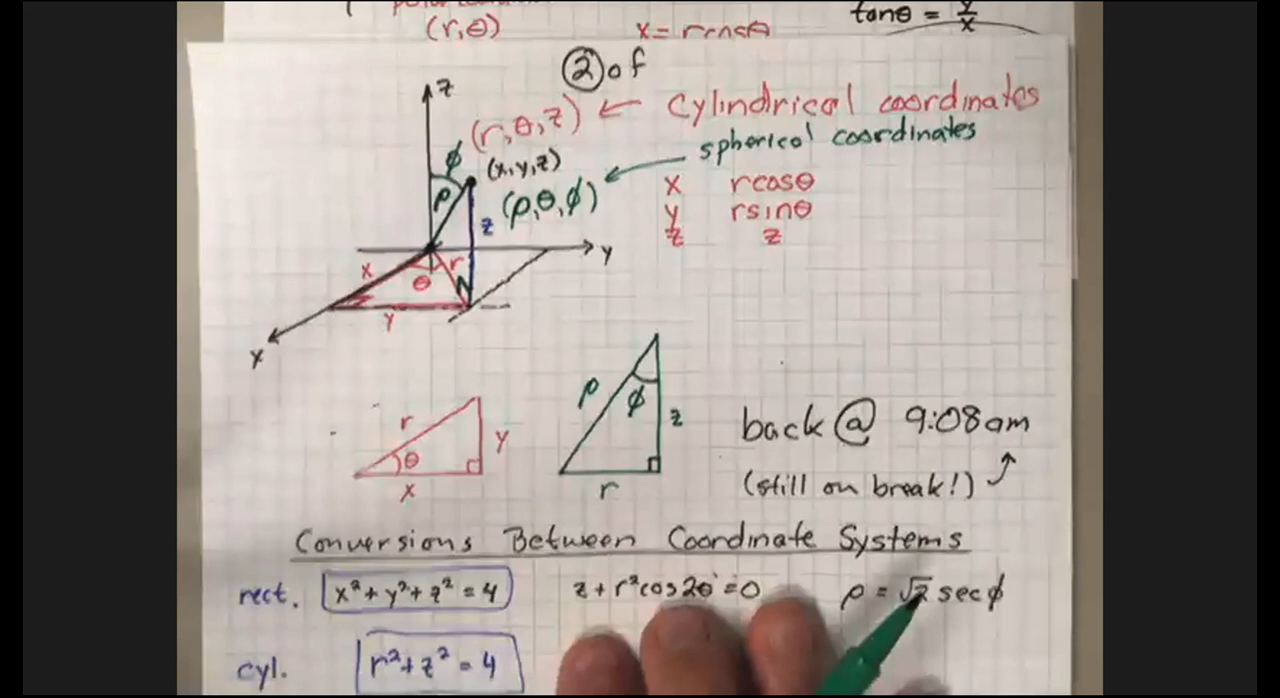 (r,θ)
x = rcosθ
tanθ = y/x
② of
z
(r,θ,z) ← Cylindrical coordinates
ϕ
(x,y,z)
spherical coordinates
ρ
(ρ,θ,ϕ)
x rcosθ
y rsinθ
z z
z
y
x
r
θ
y
x
ρ
ϕ
z
r
r
y
θ
x
back @ 9:08am
(still on break!)
Conversions Between Coordinate Systems
rect. x² + y² + z² = 4
z + r²cos2θ = 0
ρ = √2 secϕ
cyl. r² + z² = 4